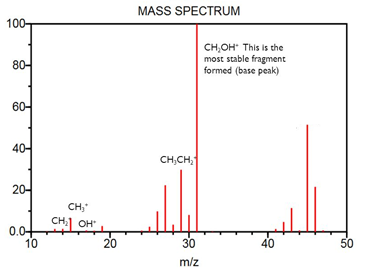 MASS SPECTRUM
100
80
60
40
20
0.0
CH₂OH⁺ This is the
most stable fragment
formed (base peak)
CH₃CH₂⁺
CH₃⁺
CH₂
OH⁺
10
20
30
40
50
m/z